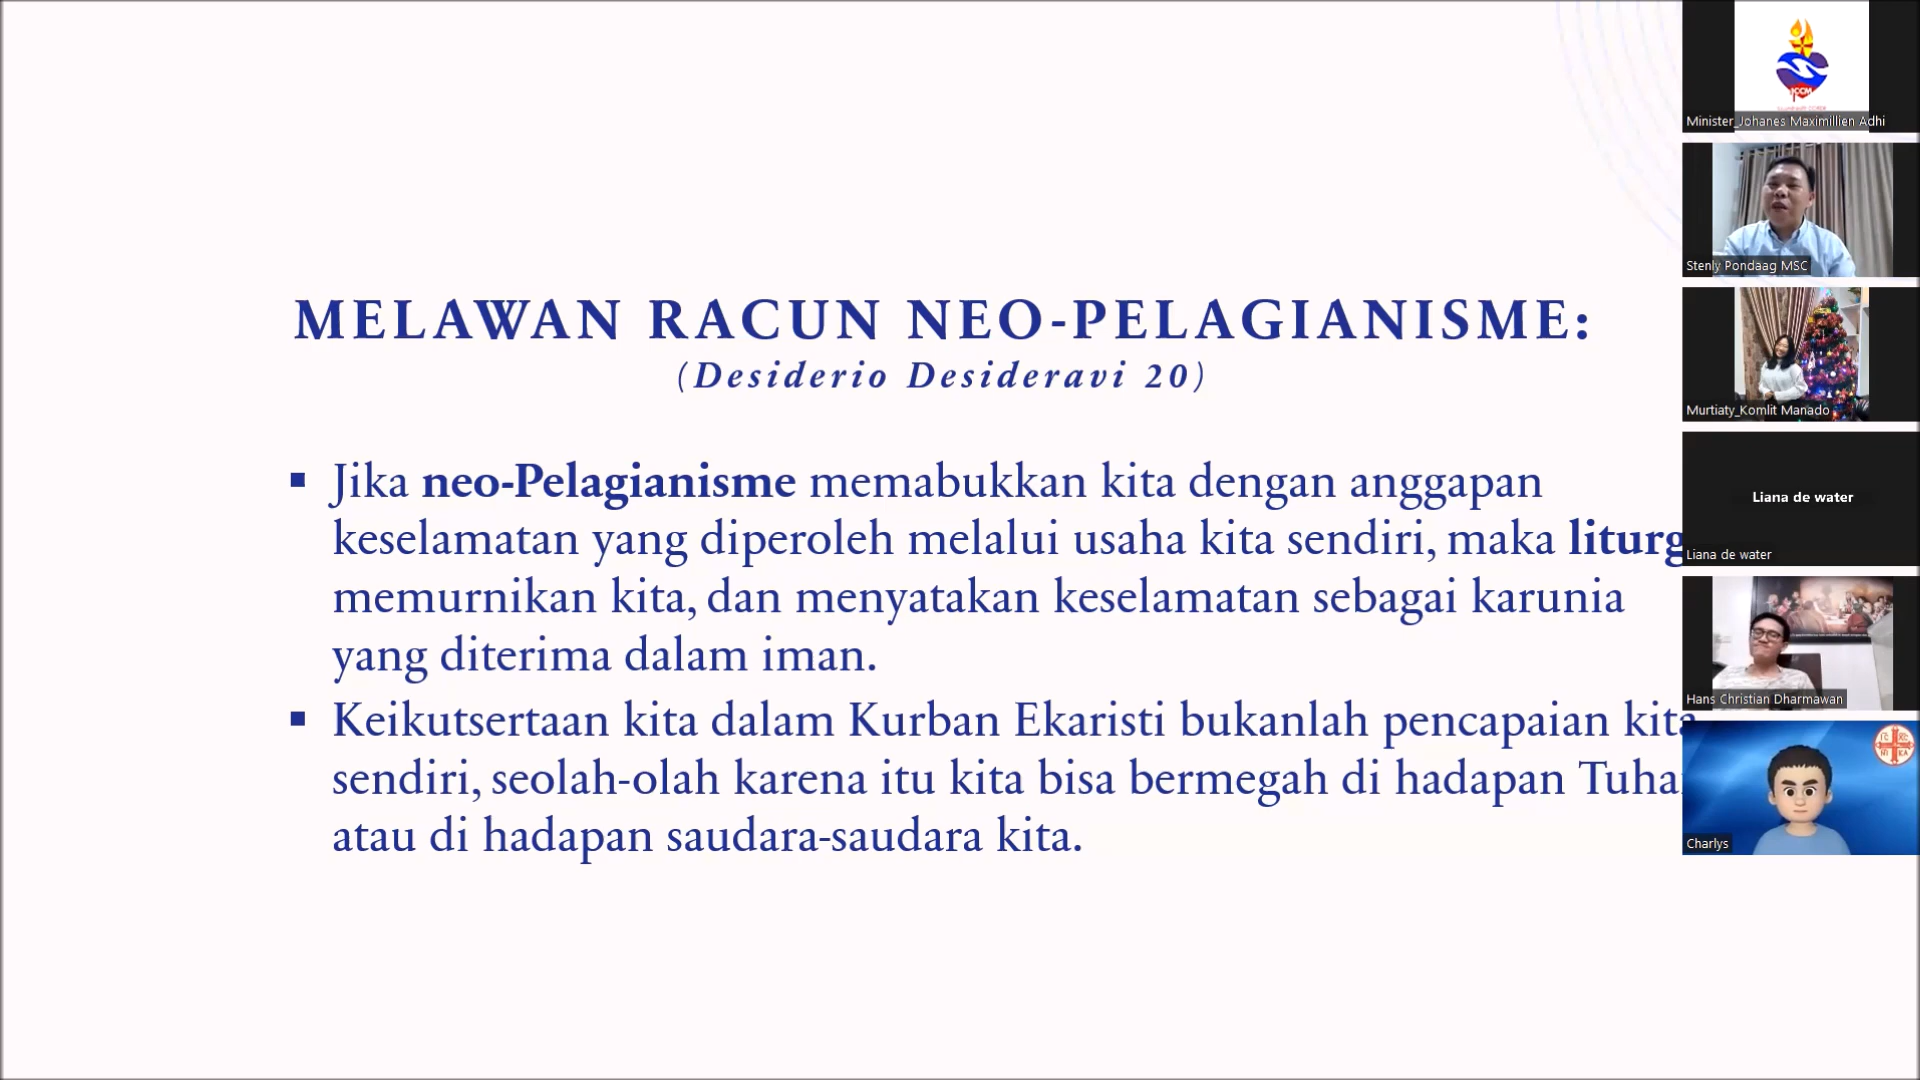 MELAWAN RACUN NEO-PELAGIANISME:
(Desiderio Desideravi 20)
▪ Jika neo-Pelagianisme memabukkan kita dengan anggapan
keselamatan yang diperoleh melalui usaha kita sendiri, maka liturg
memurnikan kita, dan menyatakan keselamatan sebagai karunia
yang diterima dalam iman.
▪ Keikutsertaan kita dalam Kurban Ekaristi bukanlah pencapaian kita
sendiri, seolah-olah karena itu kita bisa bermegah di hadapan Tuha
atau di hadapan saudara-saudara kita.
Minister_Johanes Maximillien Adhi
Stenly Pondaag MSC
Murtiaty_Komlit Manado
Liana de water
Liana de water
Hans Christian Dharmawan
Charlys